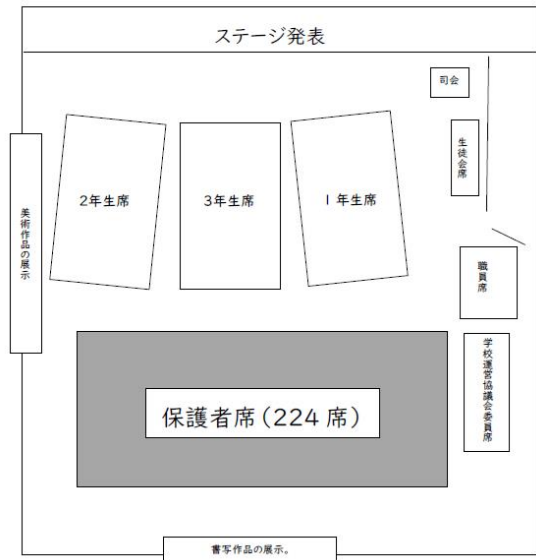 ステージ発表
司会
生徒会席
2年生席
3年生席
1年生席
美術作品の展示
職員席
学校運営協議会委員席
保護者席(224席)
書写作品の展示。